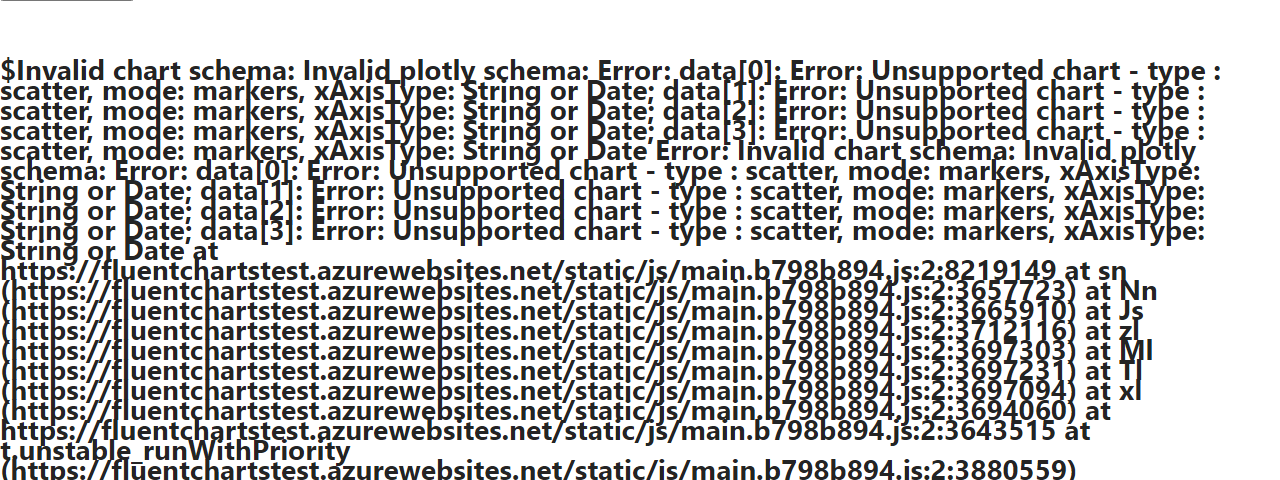 $Invalid chart schema: Invalid plotly schema: Error: data[0]: Error: Unsupported chart - type :
scatter, mode: markers, xAxisType: String or Date; data[1]: Error: Unsupported chart - type :
scatter, mode: markers, xAxisType: String or Date; data[2]: Error: Unsupported chart - type :
scatter, mode: markers, xAxisType: String or Date; data[3]: Error: Unsupported chart - type :
scatter, mode: markers, xAxisType: String or Date Error: Invalid chart schema: Invalid plotly
schema: Error: data[0]: Error: Unsupported chart - type : scatter, mode: markers, xAxisType:
String or Date; data[1]: Error: Unsupported chart - type : scatter, mode: markers, xAxisType:
String or Date; data[2]: Error: Unsupported chart - type : scatter, mode: markers, xAxisType:
String or Date; data[3]: Error: Unsupported chart - type : scatter, mode: markers, xAxisType:
String or Date at
https://fluentchartstest.azurewebsites.net/static/js/main.b798b894.js:2:8219149 at sn
(https://fluentchartstest.azurewebsites.net/static/js/main.b798b894.js:2:3657723) at Nn
(https://fluentchartstest.azurewebsites.net/static/js/main.b798b894.js:2:3665910) at Js
(https://fluentchartstest.azurewebsites.net/static/js/main.b798b894.js:2:3712116) at zl
(https://fluentchartstest.azurewebsites.net/static/js/main.b798b894.js:2:3697303) at Ml
(https://fluentchartstest.azurewebsites.net/static/js/main.b798b894.js:2:3697231) at Tl
(https://fluentchartstest.azurewebsites.net/static/js/main.b798b894.js:2:3697094) at xl
(https://fluentchartstest.azurewebsites.net/static/js/main.b798b894.js:2:3694060) at
https://fluentchartstest.azurewebsites.net/static/js/main.b798b894.js:2:3643515 at
t.unstable_runWithPriority
(https://fluentchartstest.azurewebsites.net/static/js/main.b798b894.js:2:3880559)